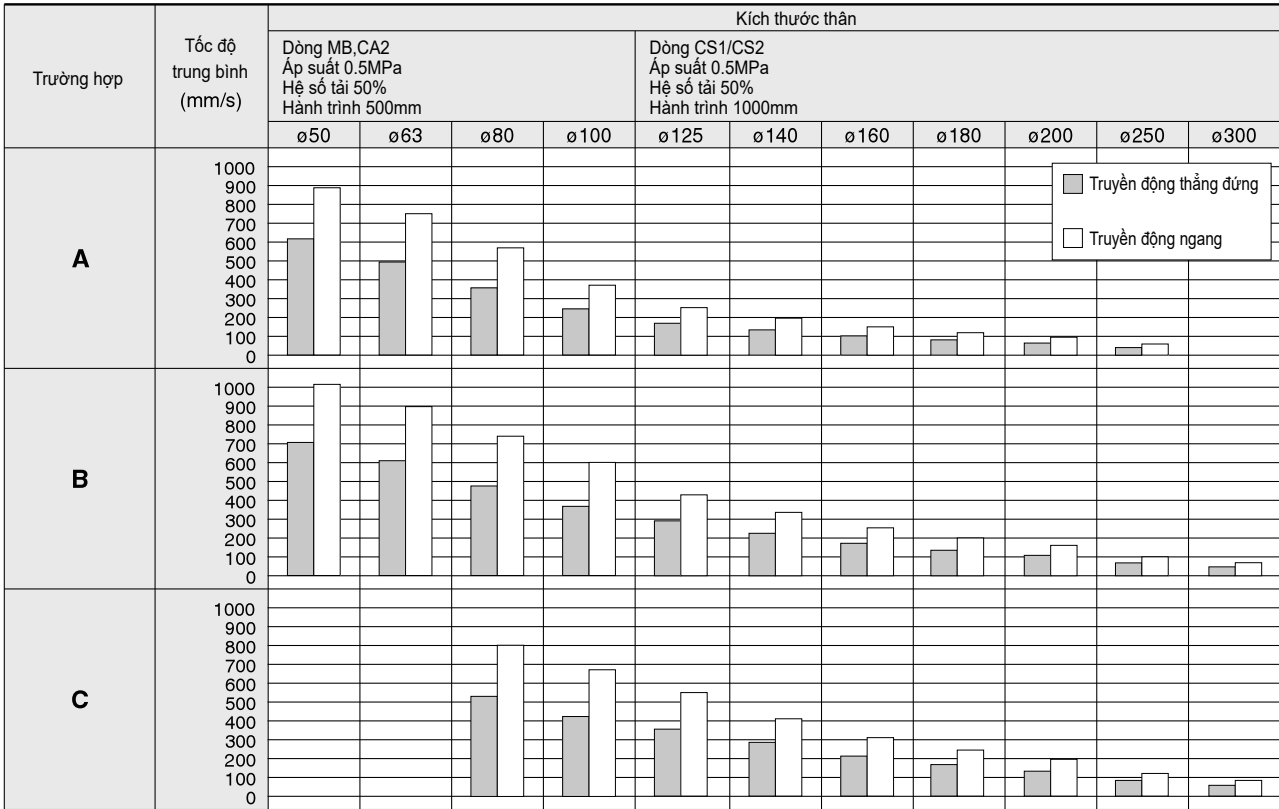 Trường hợp
Tốc độ
trung bình
(mm/s)
Kích thước thân
Dòng MB,CA2
Áp suất 0.5MPa
Hệ số tải 50%
Hành trình 500mm
Dòng CS1/CS2
Áp suất 0.5MPa
Hệ số tải 50%
Hành trình 1000mm
ø50 ø63 ø80 ø100 ø125 ø140 ø160 ø180 ø200 ø250 ø300
A
1000
900
800
700
600
500
400
300
200
100
0
Truyền động thẳng đứng
Truyền động ngang
B
1000
900
800
700
600
500
400
300
200
100
0
C
1000
900
800
700
600
500
400
300
200
100
0